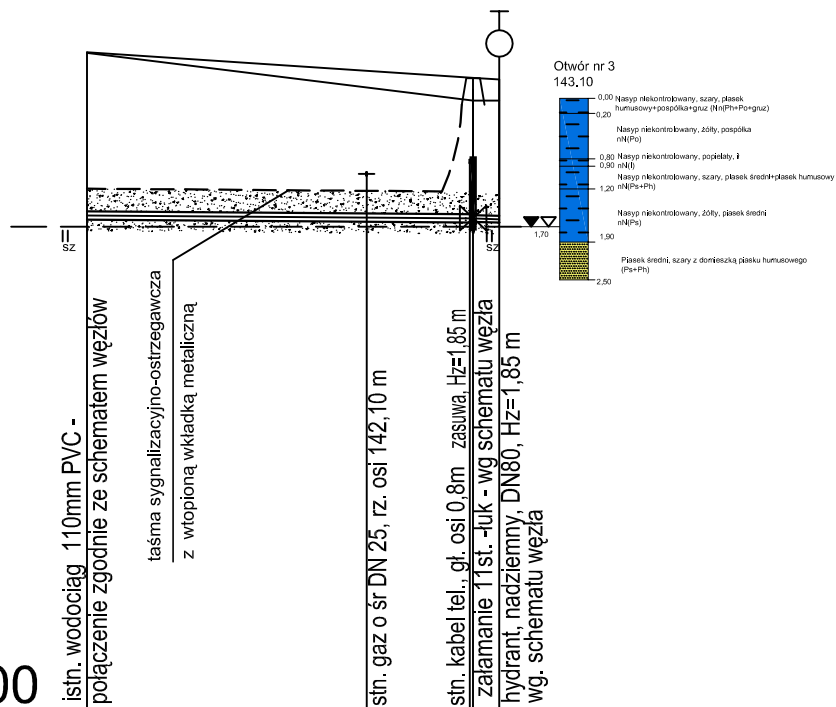 Otwór nr 3
143.10
0,00 Nasyp niekontrolowany, szary, piasek
humusowy+pospółka+gruz (Nn(Ph+Po+gruz)
0,20
Nasyp niekontrolowany, żółty, pospółka
nN(Po)
0,80 Nasyp niekontrolowany, popielaty, ił
0,90 nN(I)
Nasyp niekontrolowany, szary, piasek średni+piasek humusowy
1,20 nN(Ps+Ph)
Nasyp niekontrolowany, żółty, piasek średni
nN(Ps)
1,70
1,90
Piasek średni, szary z domieszką piasku humusowego
(Ps+Ph)
2,50
sz
sz
istn. wodociąg 110mm PVC -
połączenie zgodnie ze schematem węzłów
taśma sygnalizacyjno-ostrzegawcza
z wtopioną wkładką metaliczną
stn. gaz o śr DN 25, rz. osi 142,10 m
stn. kabel tel., gł. osi 0,8m
zasuwa, Hz=1,85 m
załamanie 11st. -łuk - wg schematu węzła
hydrant, nadziemny, DN80, Hz=1,85 m
wg. schematu węzła
00